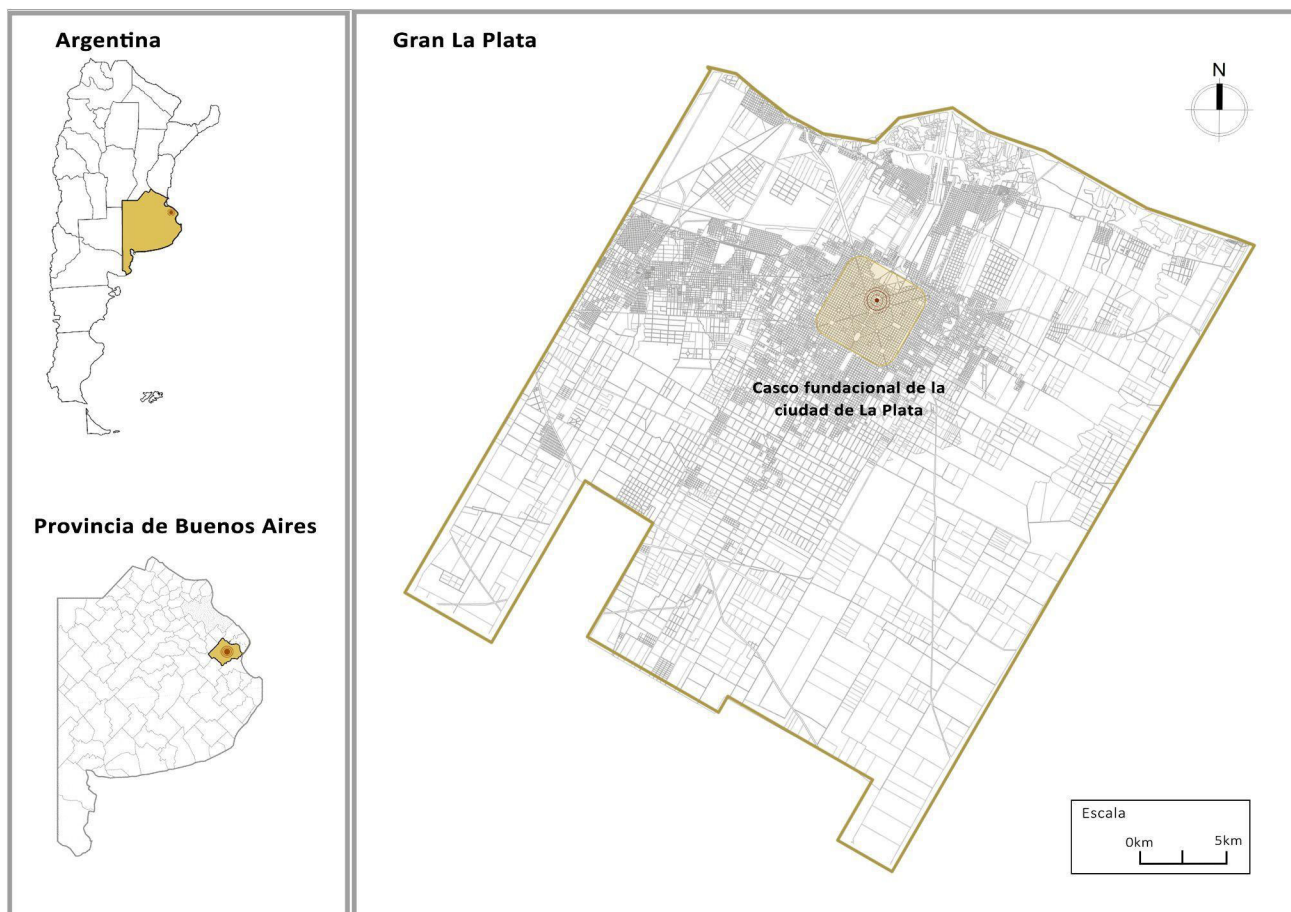 Argentina
Provincia de Buenos Aires
Gran La Plata
N
Casco fundacional de la
ciudad de La Plata
Escala
0km 5km